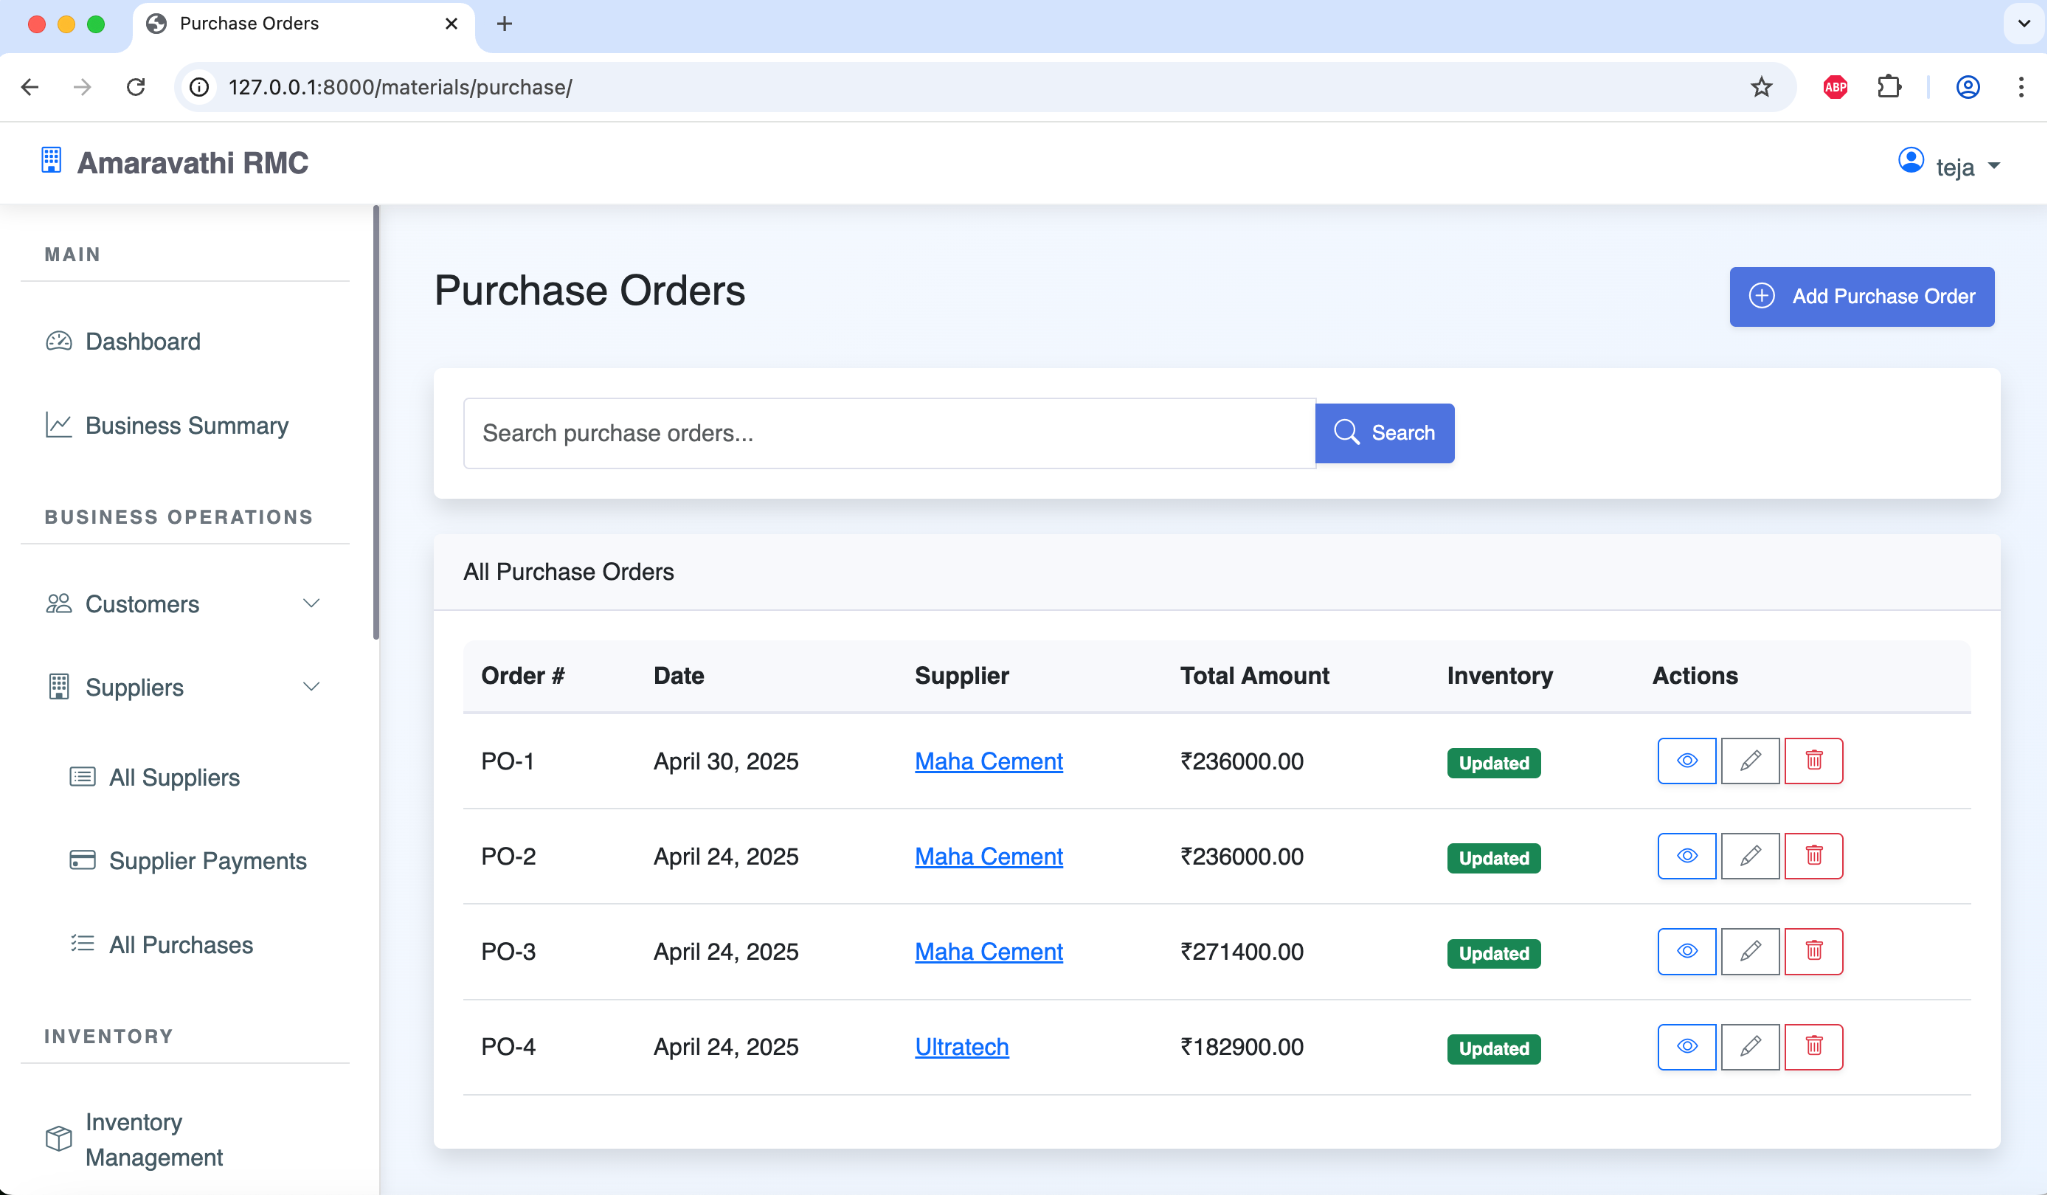 Purchase Orders
127.0.0.1:8000/materials/purchase/
ABP
Amaravathi RMC
teja
MAIN
Dashboard
Business Summary
BUSINESS OPERATIONS
Customers
Suppliers
All Suppliers
Supplier Payments
All Purchases
INVENTORY
Inventory
Management
Purchase Orders
Add Purchase Order
Search purchase orders...
Search
All Purchase Orders
Order # Date Supplier Total Amount Inventory Actions
PO-1 April 30, 2025 Maha Cement ₹236000.00 Updated
PO-2 April 24, 2025 Maha Cement ₹236000.00 Updated
PO-3 April 24, 2025 Maha Cement ₹271400.00 Updated
PO-4 April 24, 2025 Ultratech ₹182900.00 Updated